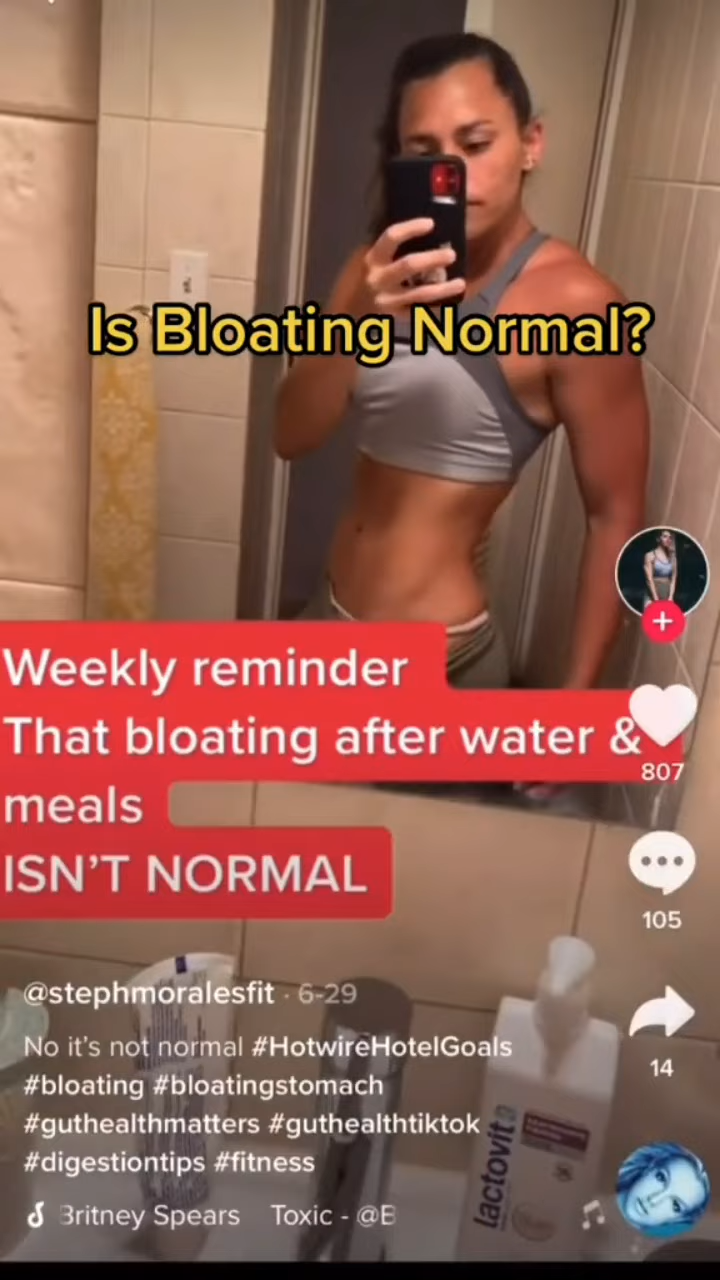 Is Bloating Normal?
Weekly reminder
That bloating after water &
meals
ISN'T NORMAL
807
105
14
@stephmoralesfit · 6-29
No it's not normal #HotwireHotelGoals
#bloating #bloatingstomach
#guthealthmatters #guthealthtiktok
#digestiontips #fitness
Britney Spears Toxic - @B
lactovit